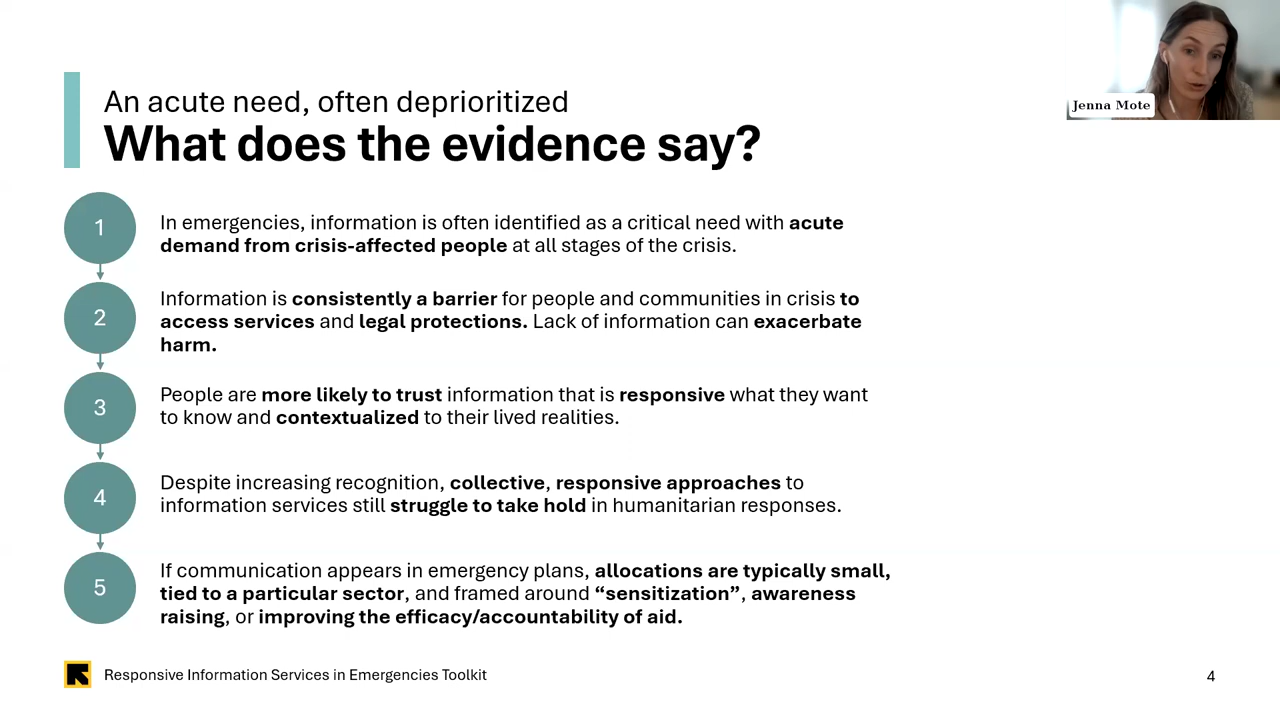 Jenna Mote
An acute need, often deprioritized
What does the evidence say?
1
In emergencies, information is often identified as a critical need with acute
demand from crisis-affected people at all stages of the crisis.
2
Information is consistently a barrier for people and communities in crisis to
access services and legal protections. Lack of information can exacerbate
harm.
3
People are more likely to trust information that is responsive what they want
to know and contextualized to their lived realities.
4
Despite increasing recognition, collective, responsive approaches to
information services still struggle to take hold in humanitarian responses.
5
If communication appears in emergency plans, allocations are typically small,
tied to a particular sector, and framed around “sensitization”, awareness
raising, or improving the efficacy/accountability of aid.
Responsive Information Services in Emergencies Toolkit
4